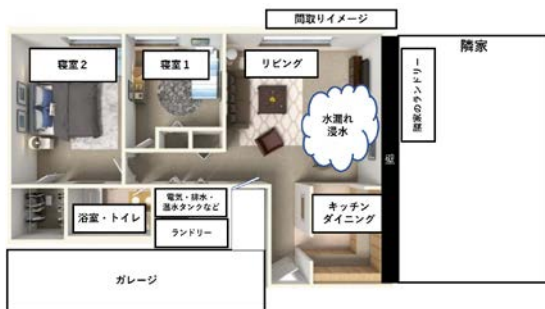 間取りイメージ
隣家
寝室2
寝室1
リビング
隣家のランドリー
水漏れ
浸水
壁
電気・排水・
温水タンクなど
浴室・トイレ
ランドリー
キッチン
ダイニング
ガレージ